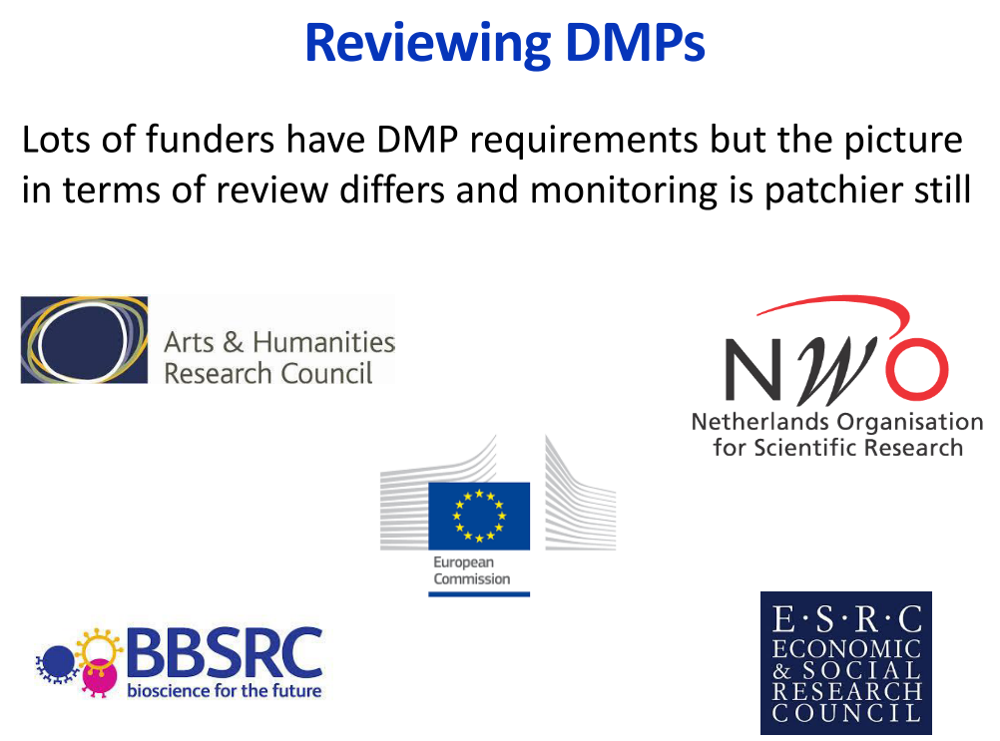 Reviewing DMPs
Lots of funders have DMP requirements but the picture
in terms of review differs and monitoring is patchier still
Arts & Humanities
Research Council
NWO
Netherlands Organisation
for Scientific Research
European
Commission
BBSRC
bioscience for the future
E·S·R·C
ECONOMIC
& SOCIAL
RESEARCH
COUNCIL